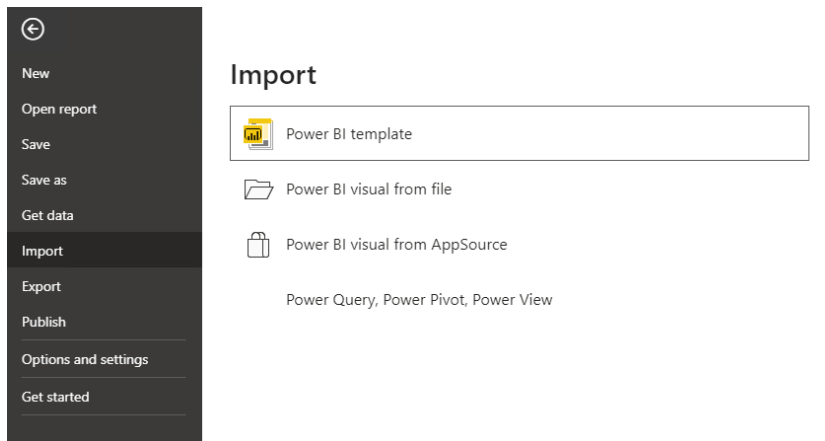 New
Open report
Save
Save as
Get data
Import
Export
Publish
Options and settings
Get started
Import
Power BI template
Power BI visual from file
Power BI visual from AppSource
Power Query, Power Pivot, Power View